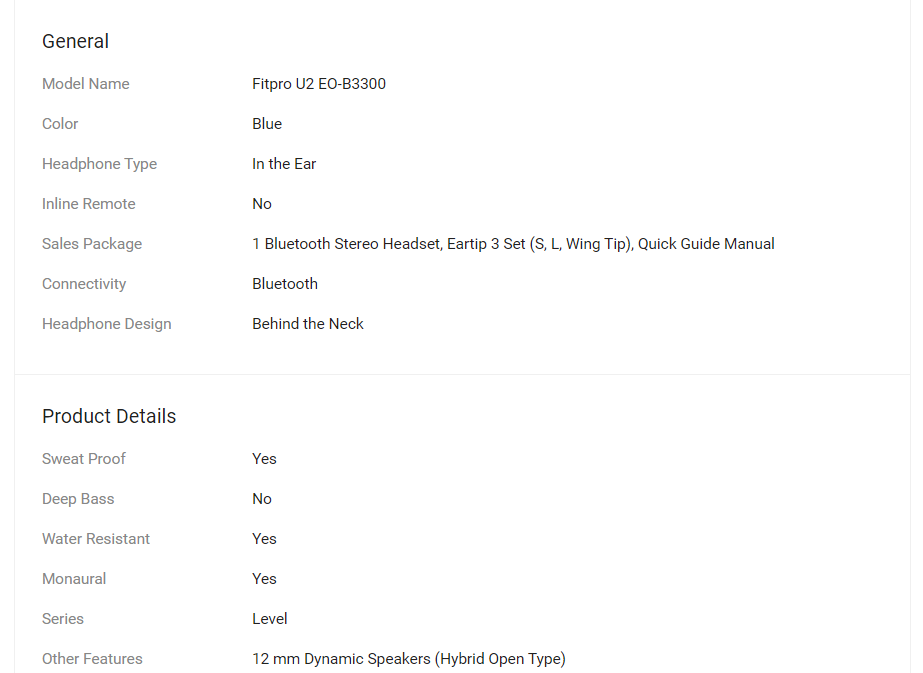 General
Model Name Fitpro U2 EO-B3300
Color Blue
Headphone Type In the Ear
Inline Remote No
Sales Package 1 Bluetooth Stereo Headset, Eartip 3 Set (S, L, Wing Tip), Quick Guide Manual
Connectivity Bluetooth
Headphone Design Behind the Neck
Product Details
Sweat Proof Yes
Deep Bass No
Water Resistant Yes
Monaural Yes
Series Level
Other Features 12 mm Dynamic Speakers (Hybrid Open Type)